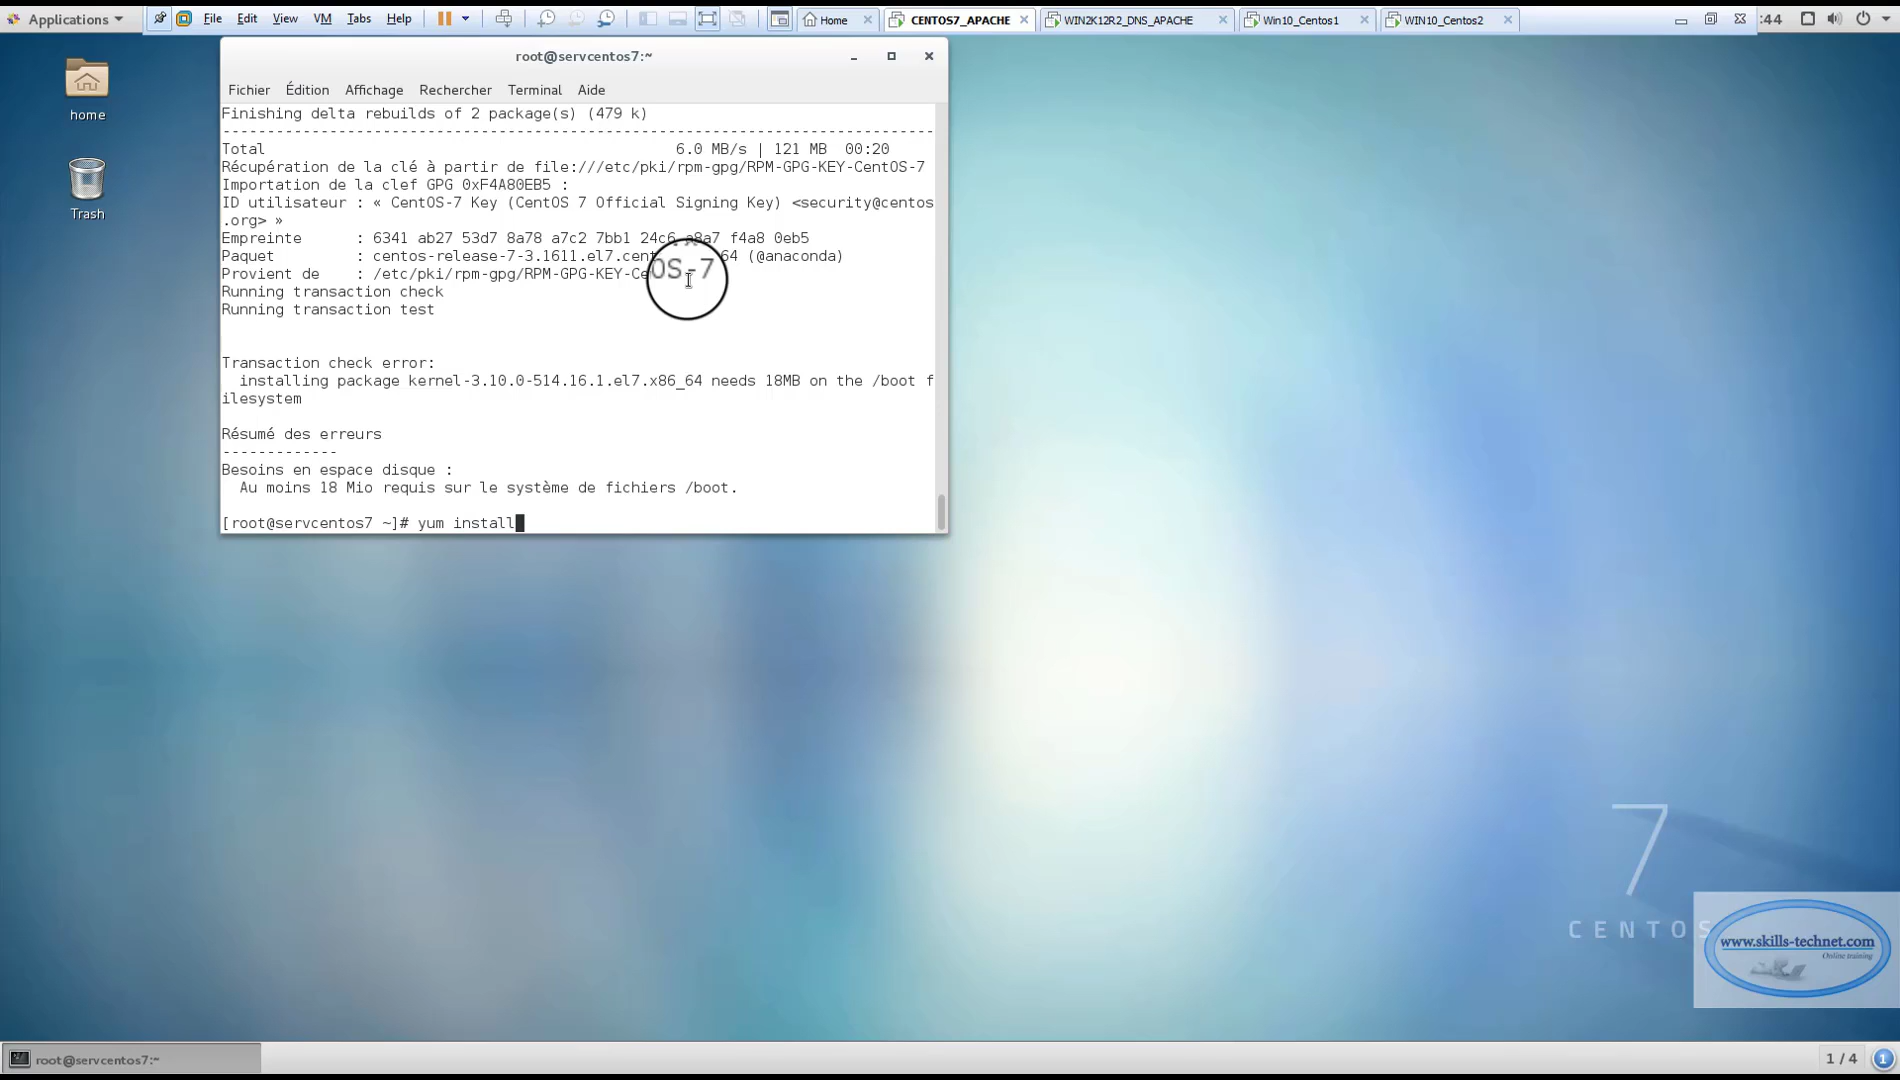 Applications File Edit View VM Tabs Help Home CENTOS7_APACHE WIN2K12R2_DNS_APACHE Win10_Centos1 WIN10_Centos2 :44
root@servcentos7:~
Fichier Édition Affichage Rechercher Terminal Aide
Finishing delta rebuilds of 2 package(s) (479 k)
--------------------------------------------------------------------------------
Total 6.0 MB/s | 121 MB 00:20
Récupération de la clé à partir de file:///etc/pki/rpm-gpg/RPM-GPG-KEY-CentOS-7
Importation de la clef GPG 0xF4A80EB5 :
ID utilisateur : « CentOS-7 Key (CentOS 7 Official Signing Key) <security@centos
.org> »
Empreinte : 6341 ab27 53d7 8a78 a7c2 7bb1 24c6 a8a7 f4a8 0eb5
Paquet : centos-release-7-3.1611.el7.cent 64 (@anaconda)
Provient de : /etc/pki/rpm-gpg/RPM-GPG-KEY-CeOS-7
Running transaction check
Running transaction test
Transaction check error:
installing package kernel-3.10.0-514.16.1.el7.x86_64 needs 18MB on the /boot f
ilesystem
Résumé des erreurs
-------------
Besoins en espace disque :
Au moins 18 Mio requis sur le système de fichiers /boot.
[root@servcentos7 ~]# yum install
home
Trash
7
CENTOS
www.skills-technet.com
Online training
root@servcentos7:~
1 / 4
1